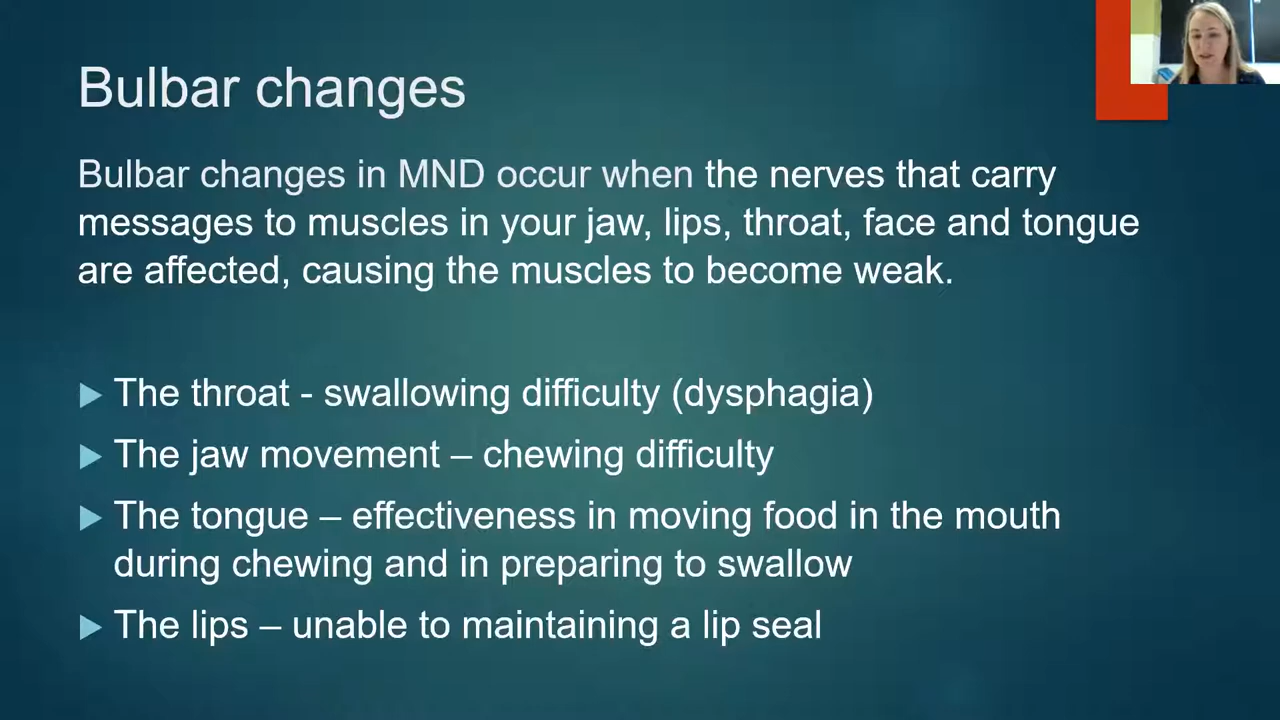 Bulbar changes
Bulbar changes in MND occur when the nerves that carry
messages to muscles in your jaw, lips, throat, face and tongue
are affected, causing the muscles to become weak.
The throat - swallowing difficulty (dysphagia)
The jaw movement – chewing difficulty
The tongue – effectiveness in moving food in the mouth
during chewing and in preparing to swallow
The lips – unable to maintaining a lip seal